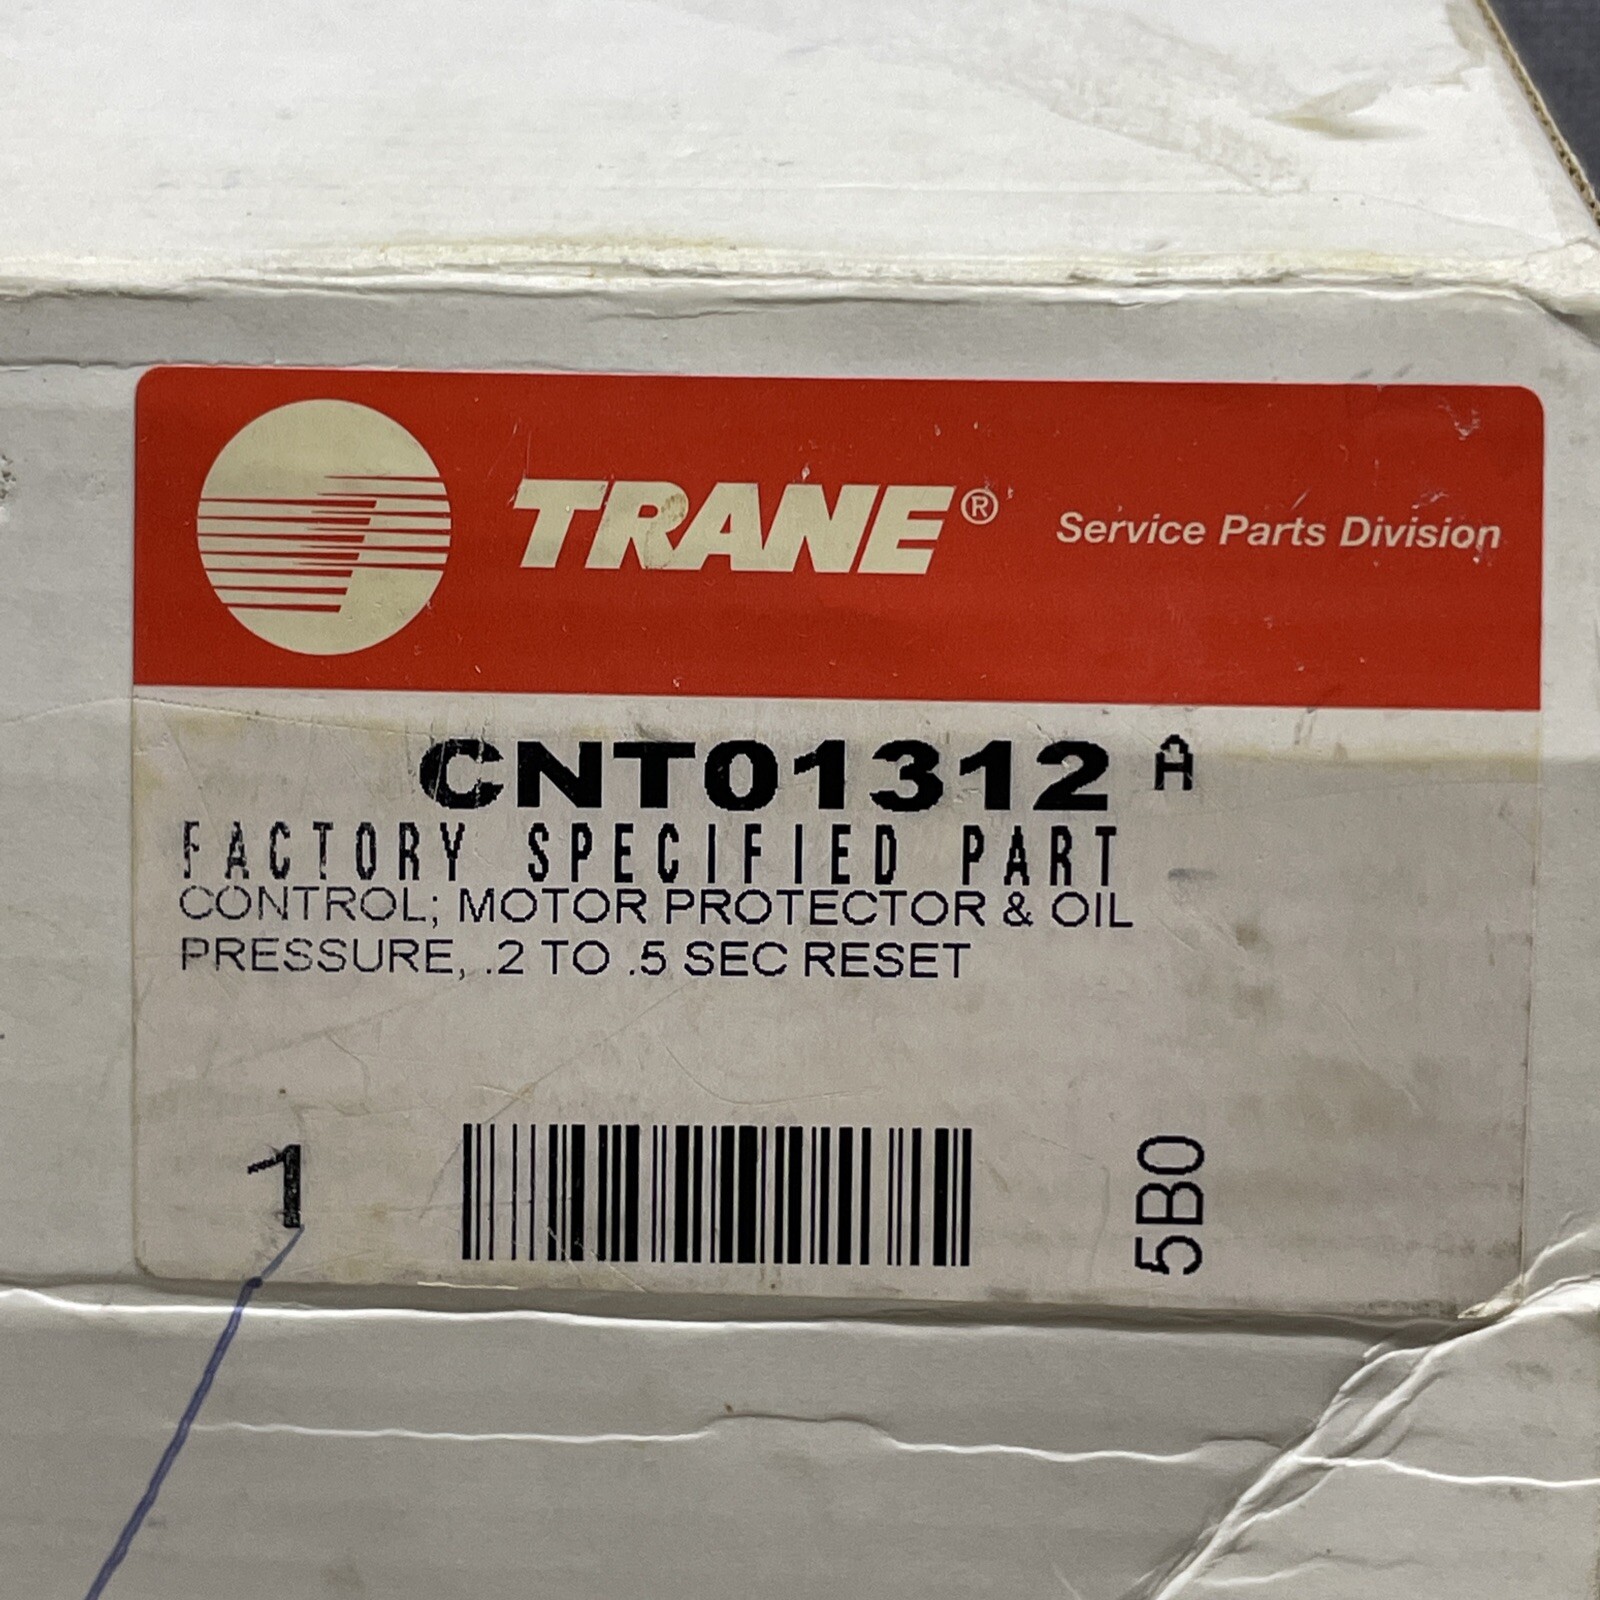 TRANE® Service Parts Division
CNT01312 A
FACTORY SPECIFIED PART
CONTROL; MOTOR PROTECTOR & OIL
PRESSURE, .2 TO .5 SEC RESET
1
5B0